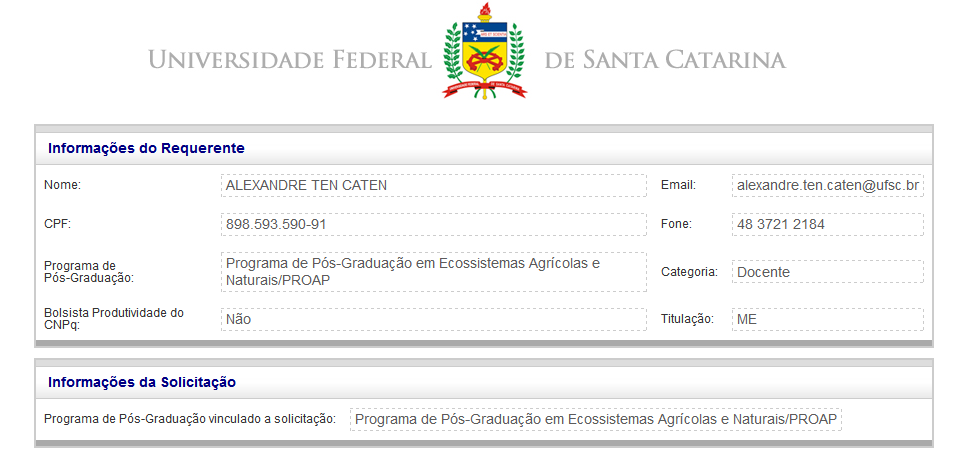 UNIVERSIDADE FEDERAL DE SANTA CATARINA
Informações do Requerente
Nome: ALEXANDRE TEN CATEN Email: alexandre.ten.caten@ufsc.br
CPF: 898.593.590-91 Fone: 48 3721 2184
Programa de
Pós-Graduação: Programa de Pós-Graduação em Ecossistemas Agrícolas e
Naturais/PROAP Categoria: Docente
Bolsista Produtividade do
CNPq: Não Titulação: ME
Informações da Solicitação
Programa de Pós-Graduação vinculado a solicitação: Programa de Pós-Graduação em Ecossistemas Agrícolas e Naturais/PROAP